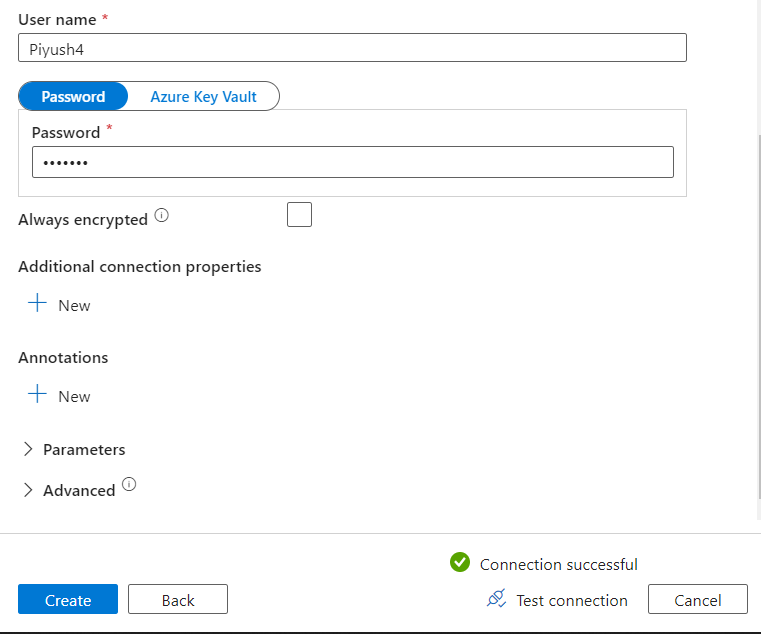 User name *
Piyush4
Password Azure Key Vault
Password *
•••••••
Always encrypted
Additional connection properties
New
Annotations
New
Parameters
Advanced
Connection successful
Create Back Test connection Cancel